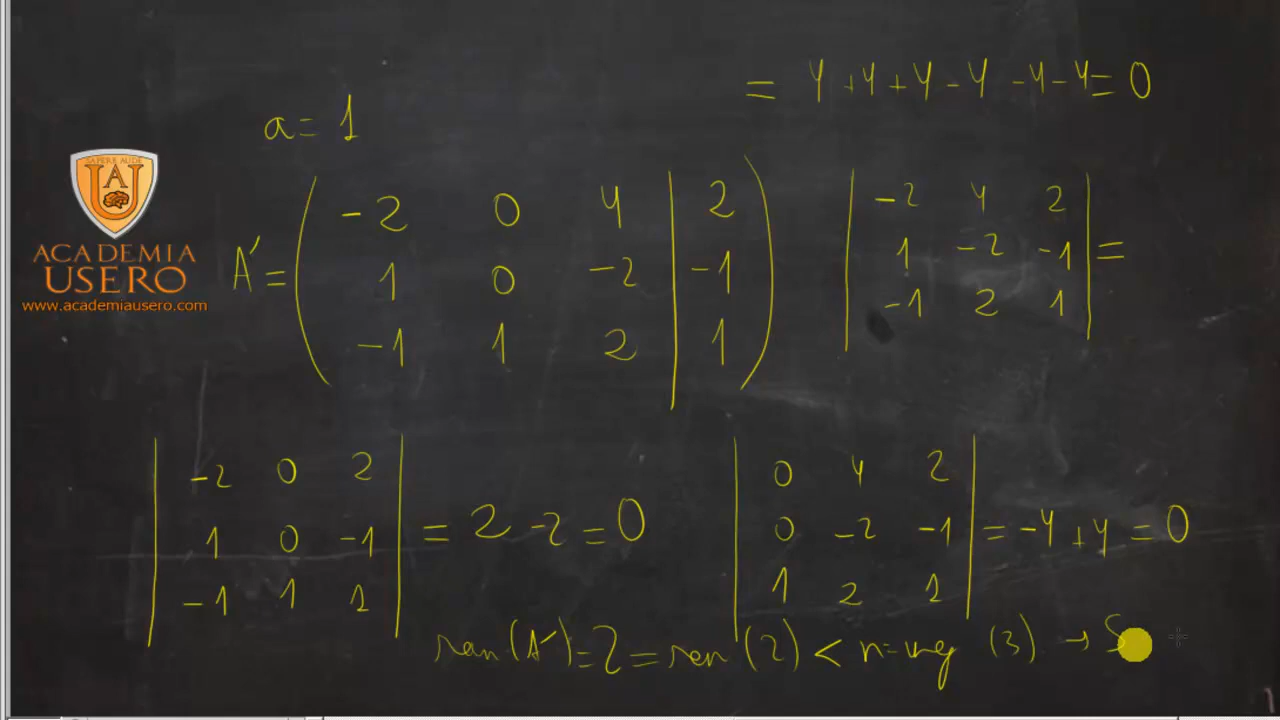 = 4 + 4 + 4 - 4 - 4 - 4 = 0
a = 1
SAPERE AUDE
UA
ACADEMIA
USERO
www.academiausero.com
A' = ( -2 0 4 | 2 )
1 0 -2 | -1
-1 1 2 | 1
| -2 4 2 |
| 1 -2 -1 | =
| -1 2 1 |
| -2 0 2 |
| 1 0 -1 | = 2 - 2 = 0
| -1 1 1 |
| 0 4 2 |
| 0 -2 -1 | = -4 + 4 = 0
| 1 2 1 |
ran (A') = 2 = ran (2) < n = (3) → S